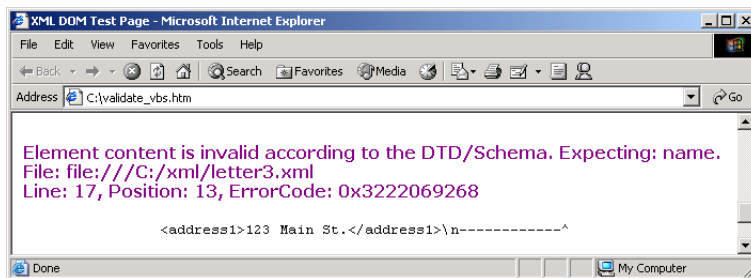 XML DOM Test Page - Microsoft Internet Explorer
File Edit View Favorites Tools Help
Back Search Favorites Media
Address C:\validate_vbs.htm Go
Element content is invalid according to the DTD/Schema. Expecting: name.
File: file:///C:/xml/letter3.xml
Line: 17, Position: 13, ErrorCode: 0x3222069268
<address1>123 Main St.</address1>\n------------^
Done My Computer